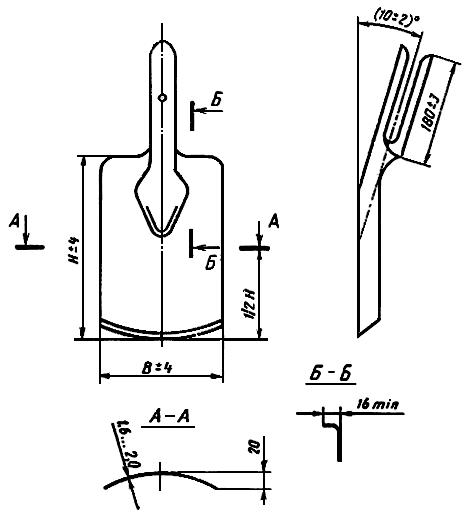 (10±2)°
Б
180±3
А
А
Н±4
Б
1/2 Н
В±4
Б - Б
16 min
А-А
1,6...2,0
20